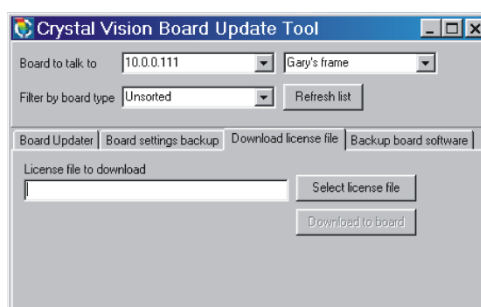 Crystal Vision Board Update Tool
Board to talk to 10.0.0.111 Gary's frame
Filter by board type Unsorted Refresh list
Board Updater Board settings backup Download license file Backup board software
License file to download
Select license file
Download to board